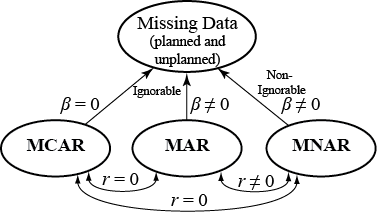 Missing Data
(planned and
unplanned)
Ignorable
Non-
Ignorable
β = 0
β ≠ 0
β ≠ 0
MCAR
MAR
MNAR
r = 0
r ≠ 0
r = 0